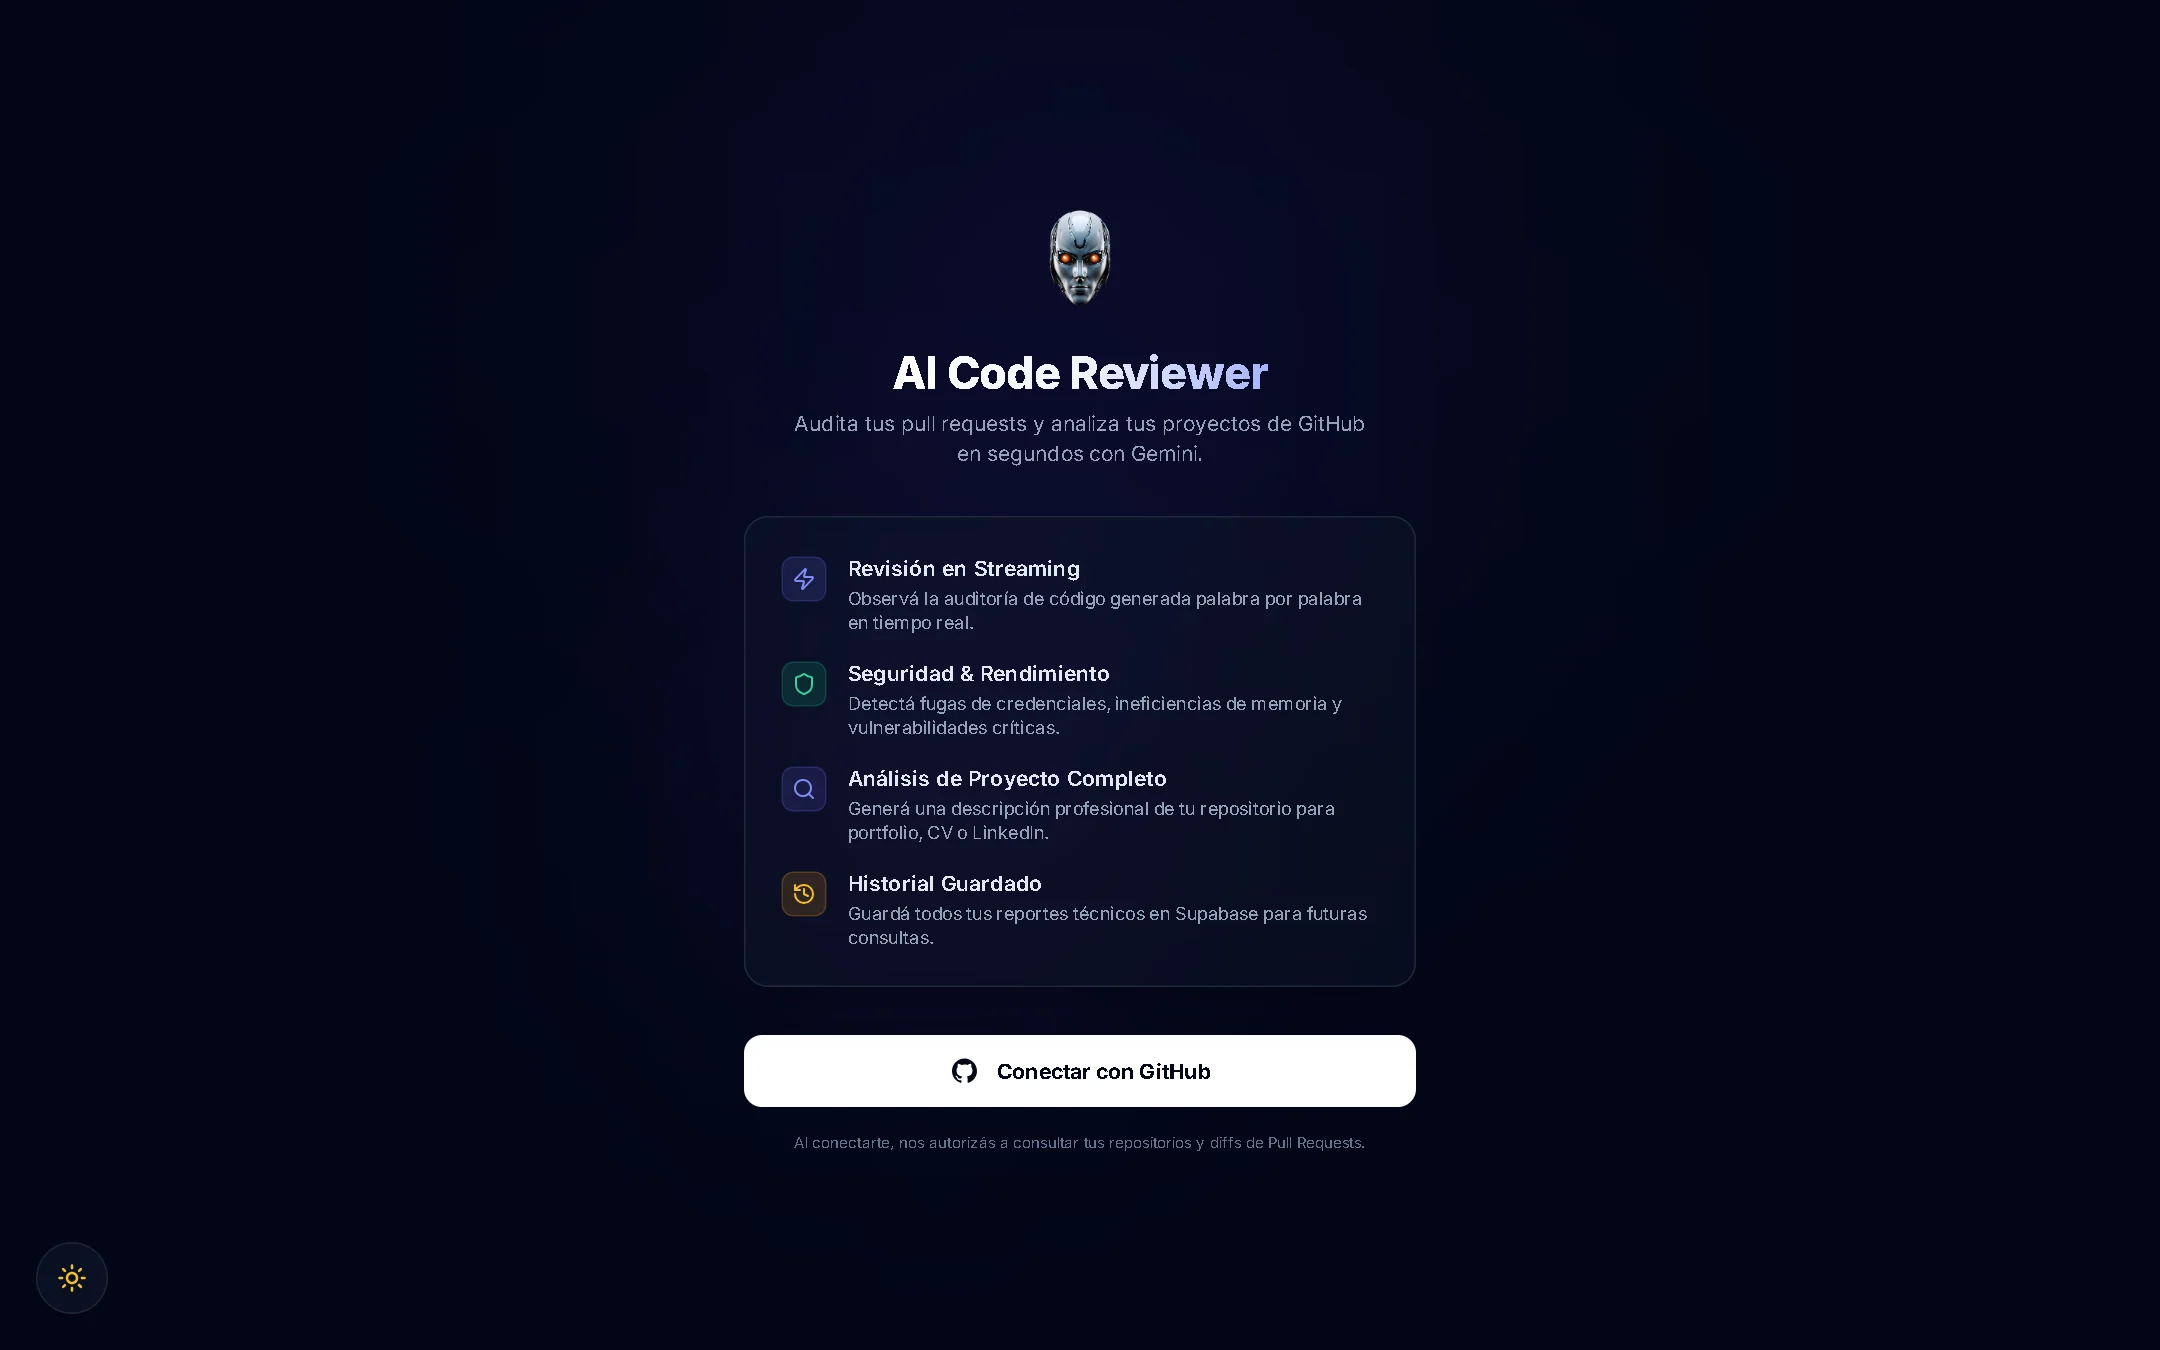 AI Code Reviewer
Audita tus pull requests y analiza tus proyectos de GitHub
en segundos con Gemini.
Revisión en Streaming
Observá la auditoría de código generada palabra por palabra
en tiempo real.
Seguridad & Rendimiento
Detectá fugas de credenciales, ineficiencias de memoria y
vulnerabilidades críticas.
Análisis de Proyecto Completo
Generá una descripción profesional de tu repositorio para
portfolio, CV o LinkedIn.
Historial Guardado
Guardá todos tus reportes técnicos en Supabase para futuras
consultas.
Conectar con GitHub
Al conectarte, nos autorizás a consultar tus repositorios y diffs de Pull Requests.